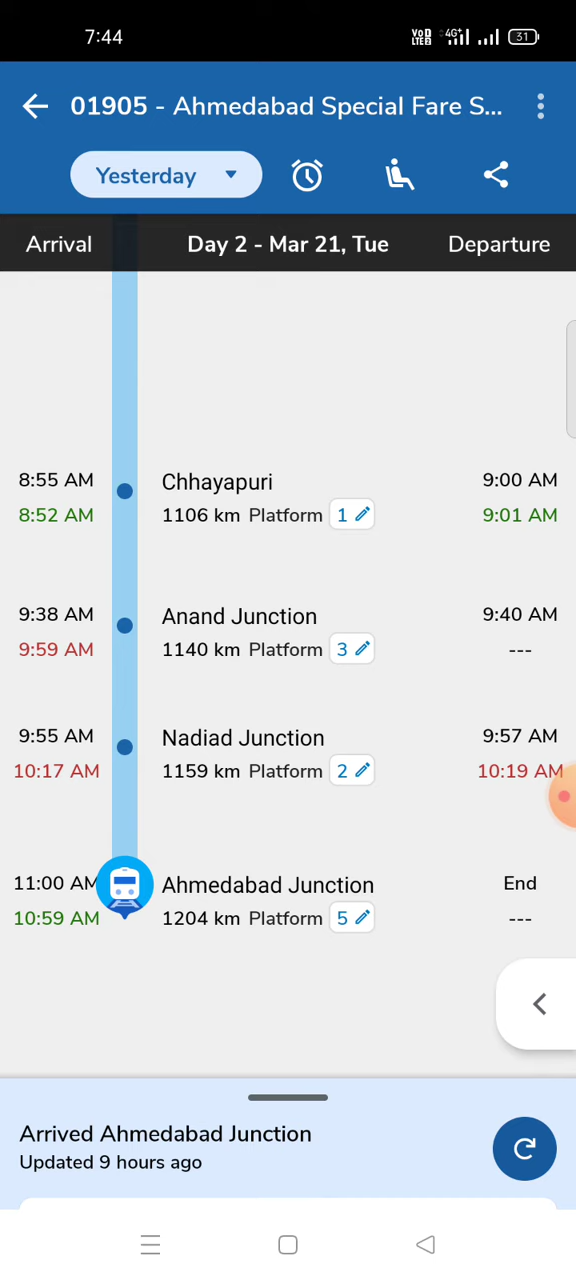 7:44 VoD LTE2 4G+ 31
01905 - Ahmedabad Special Fare S...
Yesterday
Arrival Day 2 - Mar 21, Tue Departure
8:55 AM Chhayapuri 9:00 AM
8:52 AM 1106 km Platform 1 9:01 AM
9:38 AM Anand Junction 9:40 AM
9:59 AM 1140 km Platform 3 ---
9:55 AM Nadiad Junction 9:57 AM
10:17 AM 1159 km Platform 2 10:19 AM
11:00 AM Ahmedabad Junction End
10:59 AM 1204 km Platform 5 ---
Arrived Ahmedabad Junction
Updated 9 hours ago